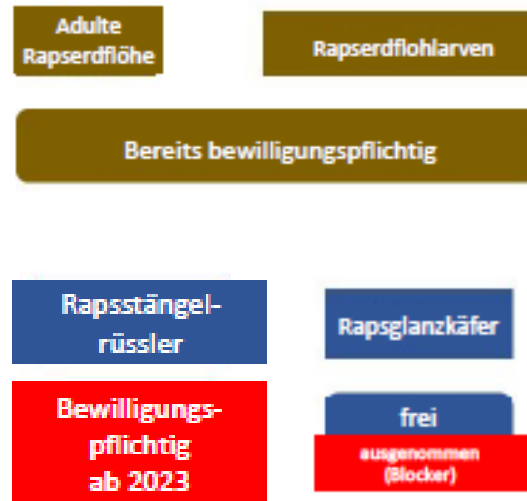 Adulte
Rapserdflöhe
Rapserdflohlarven
Bereits bewilligungspflichtig
Rapsstängel-
rüssler
Rapsglanzkäfer
Bewilligungs-
pflichtig
ab 2023
frei
ausgenommen
(Blocker)